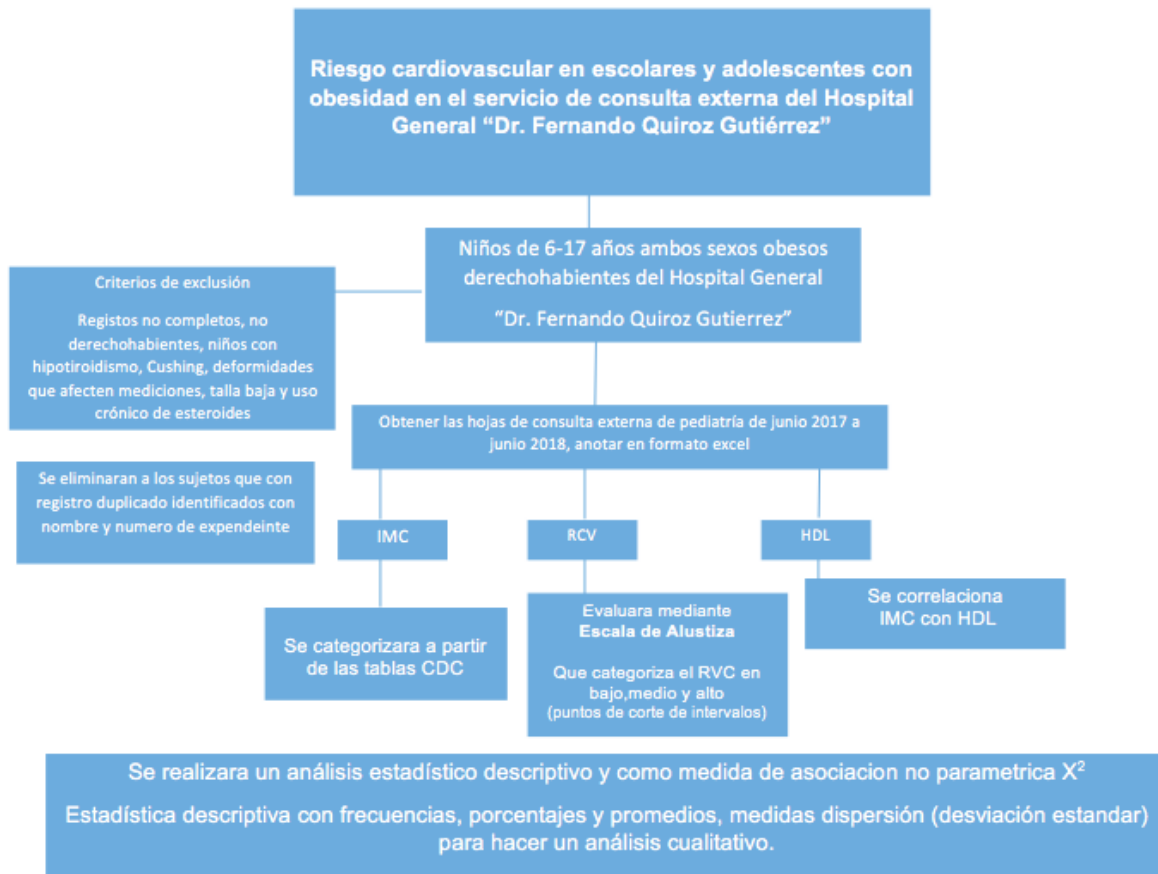 Riesgo cardiovascular en escolares y adolescentes con
obesidad en el servicio de consulta externa del Hospital
General “Dr. Fernando Quiroz Gutiérrez”
Niños de 6-17 años ambos sexos obesos
derechohabientes del Hospital General
“Dr. Fernando Quiroz Gutierrez”
Criterios de exclusión
Registos no completos, no
derechohabientes, niños con
hipotiroidismo, Cushing, deformidades
que afecten mediciones, talla baja y uso
crónico de esteroides
Obtener las hojas de consulta externa de pediatría de junio 2017 a
junio 2018, anotar en formato excel
Se eliminaran a los sujetos que con
registro duplicado identificados con
nombre y numero de expendeinte
IMC
RCV
HDL
Se categorizara a partir
de las tablas CDC
Evaluara mediante
Escala de Alustiza
Que categoriza el RVC en
bajo,medio y alto
(puntos de corte de intervalos)
Se correlaciona
IMC con HDL
Se realizara un análisis estadístico descriptivo y como medida de asociacion no parametrica X²
Estadística descriptiva con frecuencias, porcentajes y promedios, medidas dispersión (desviación estandar)
para hacer un análisis cualitativo.